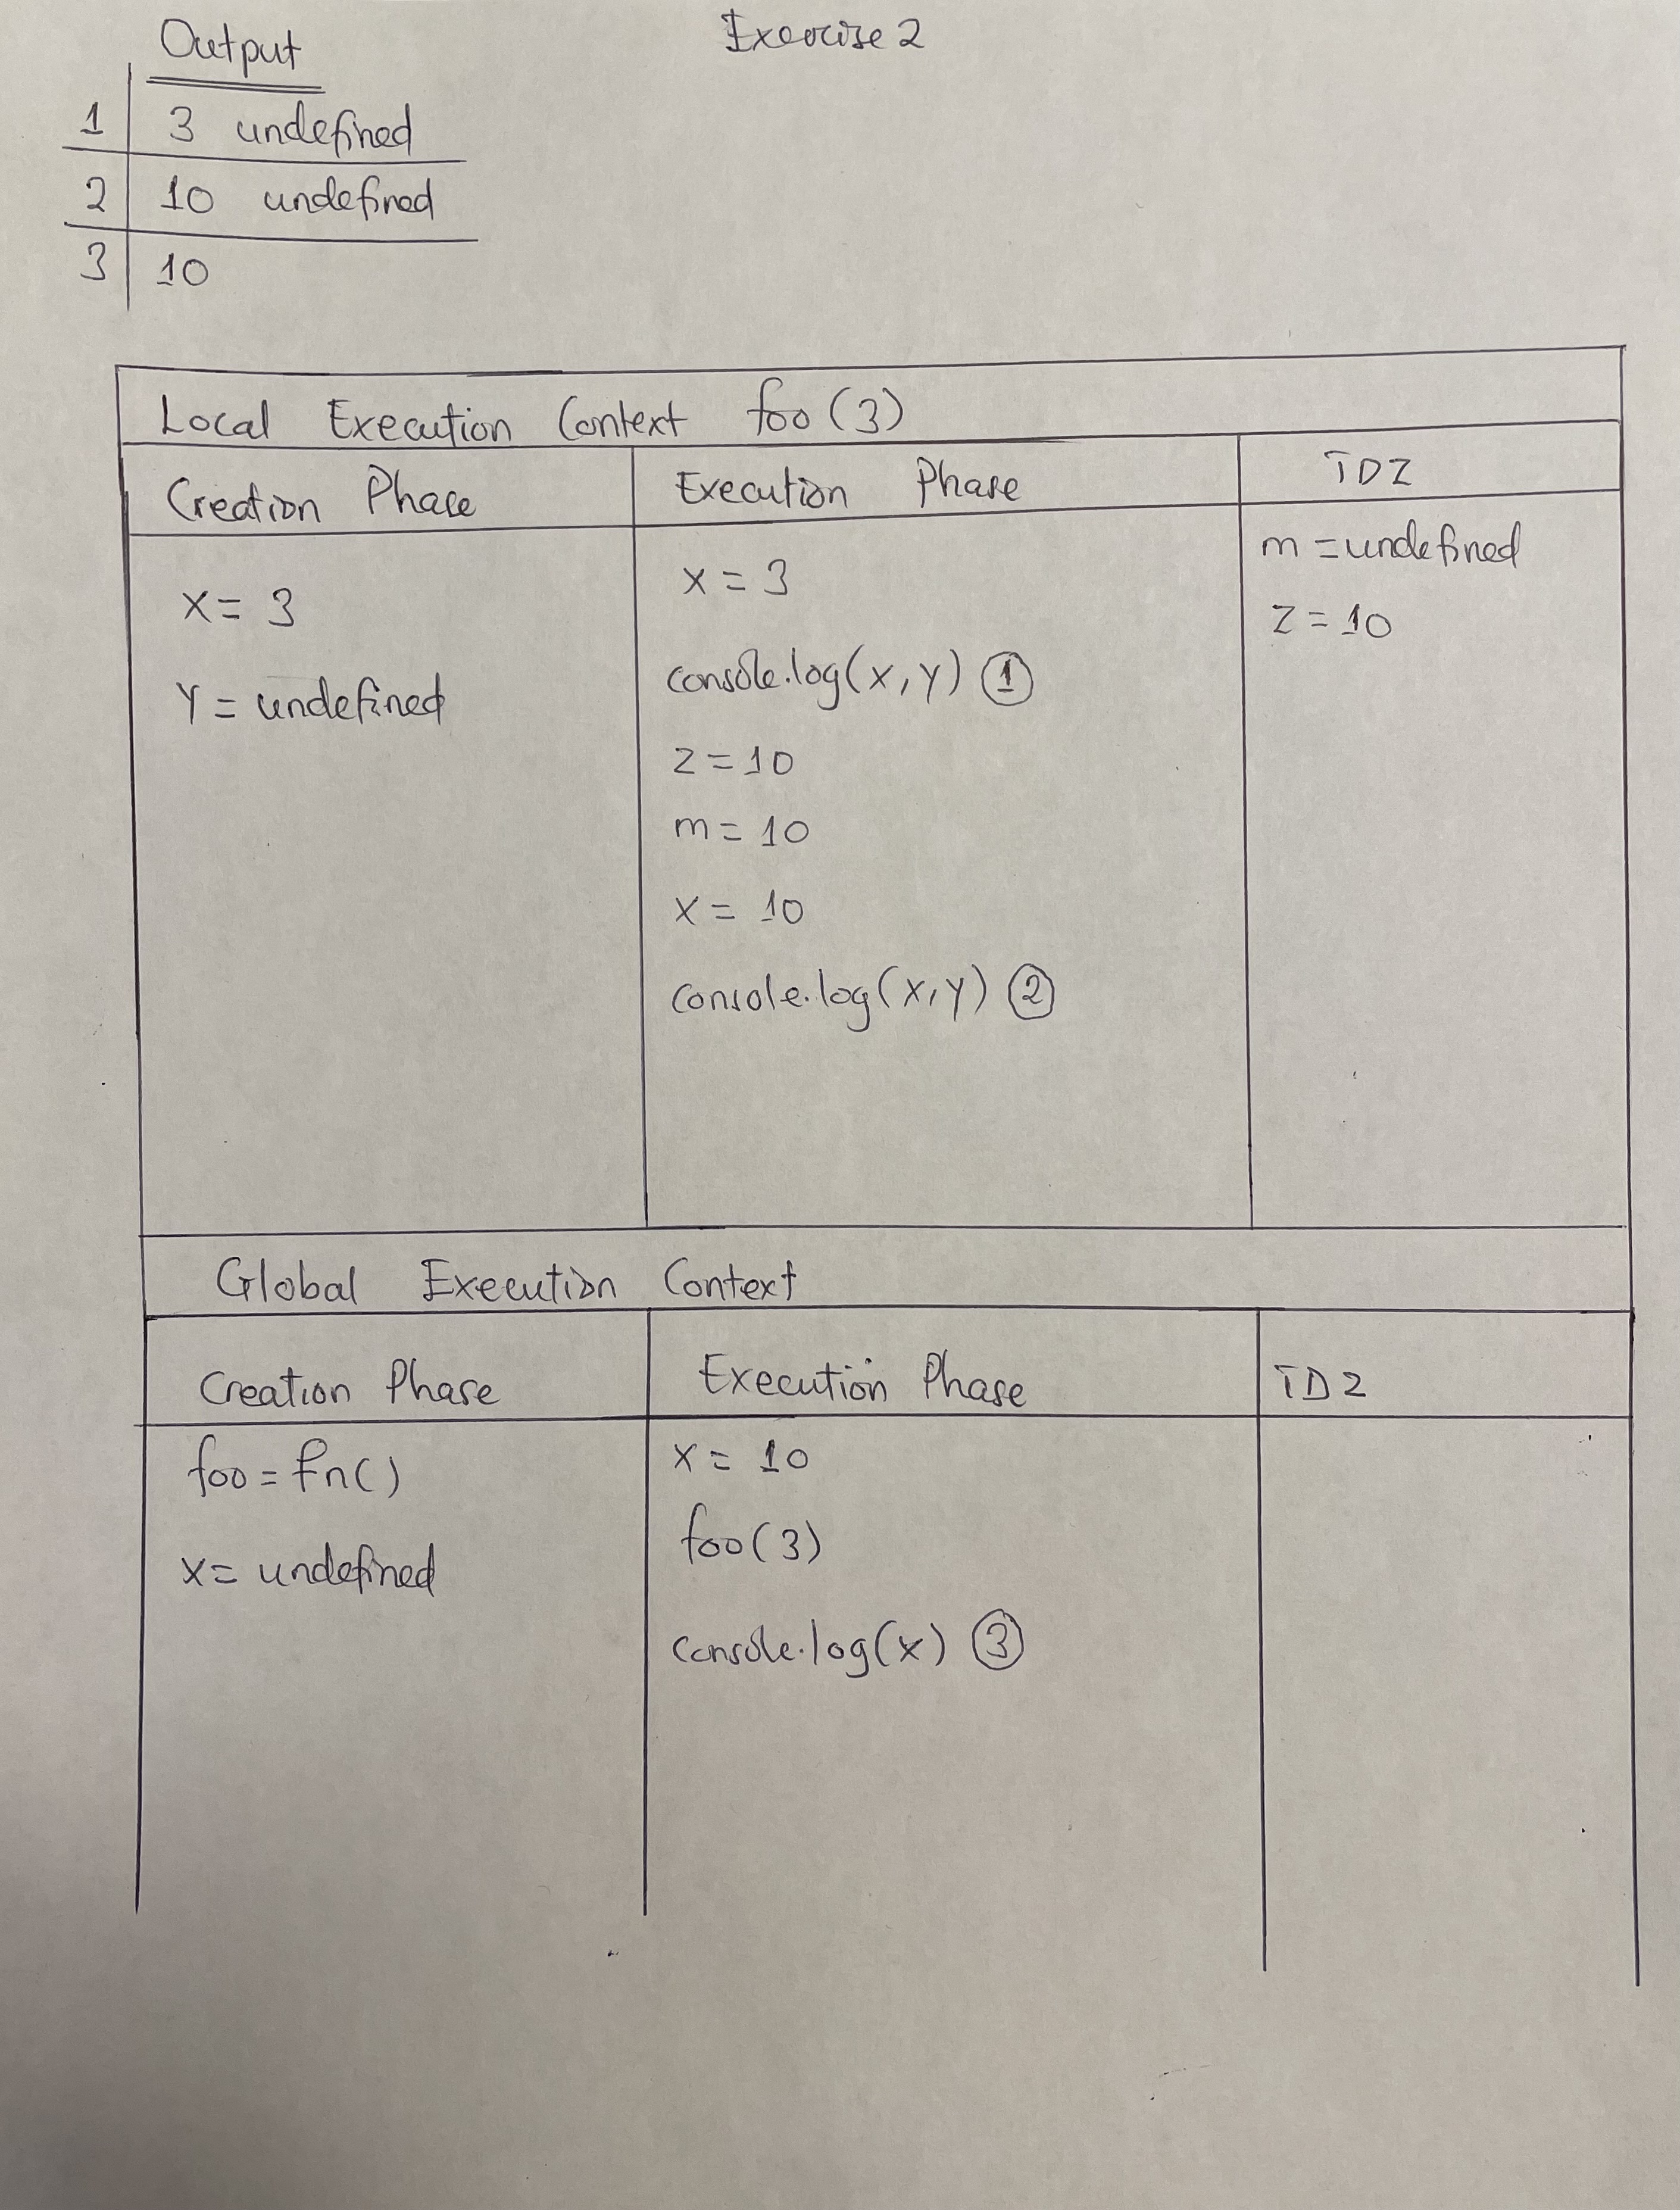 Exercise 2
Output
1 3 undefined
2 10 undefined
3 10
Local Execution Context foo(3)
Creation Phase
x = 3
Y = undefined
Execution Phase
x = 3
console.log(x, y) 1
z = 10
m = 10
x = 10
console.log(x, y) 2
TDZ
m = undefined
z = 10
Global Execution Context
Creation Phase
foo = fn()
x = undefined
Execution Phase
x = 10
foo(3)
console.log(x) 3
TDZ